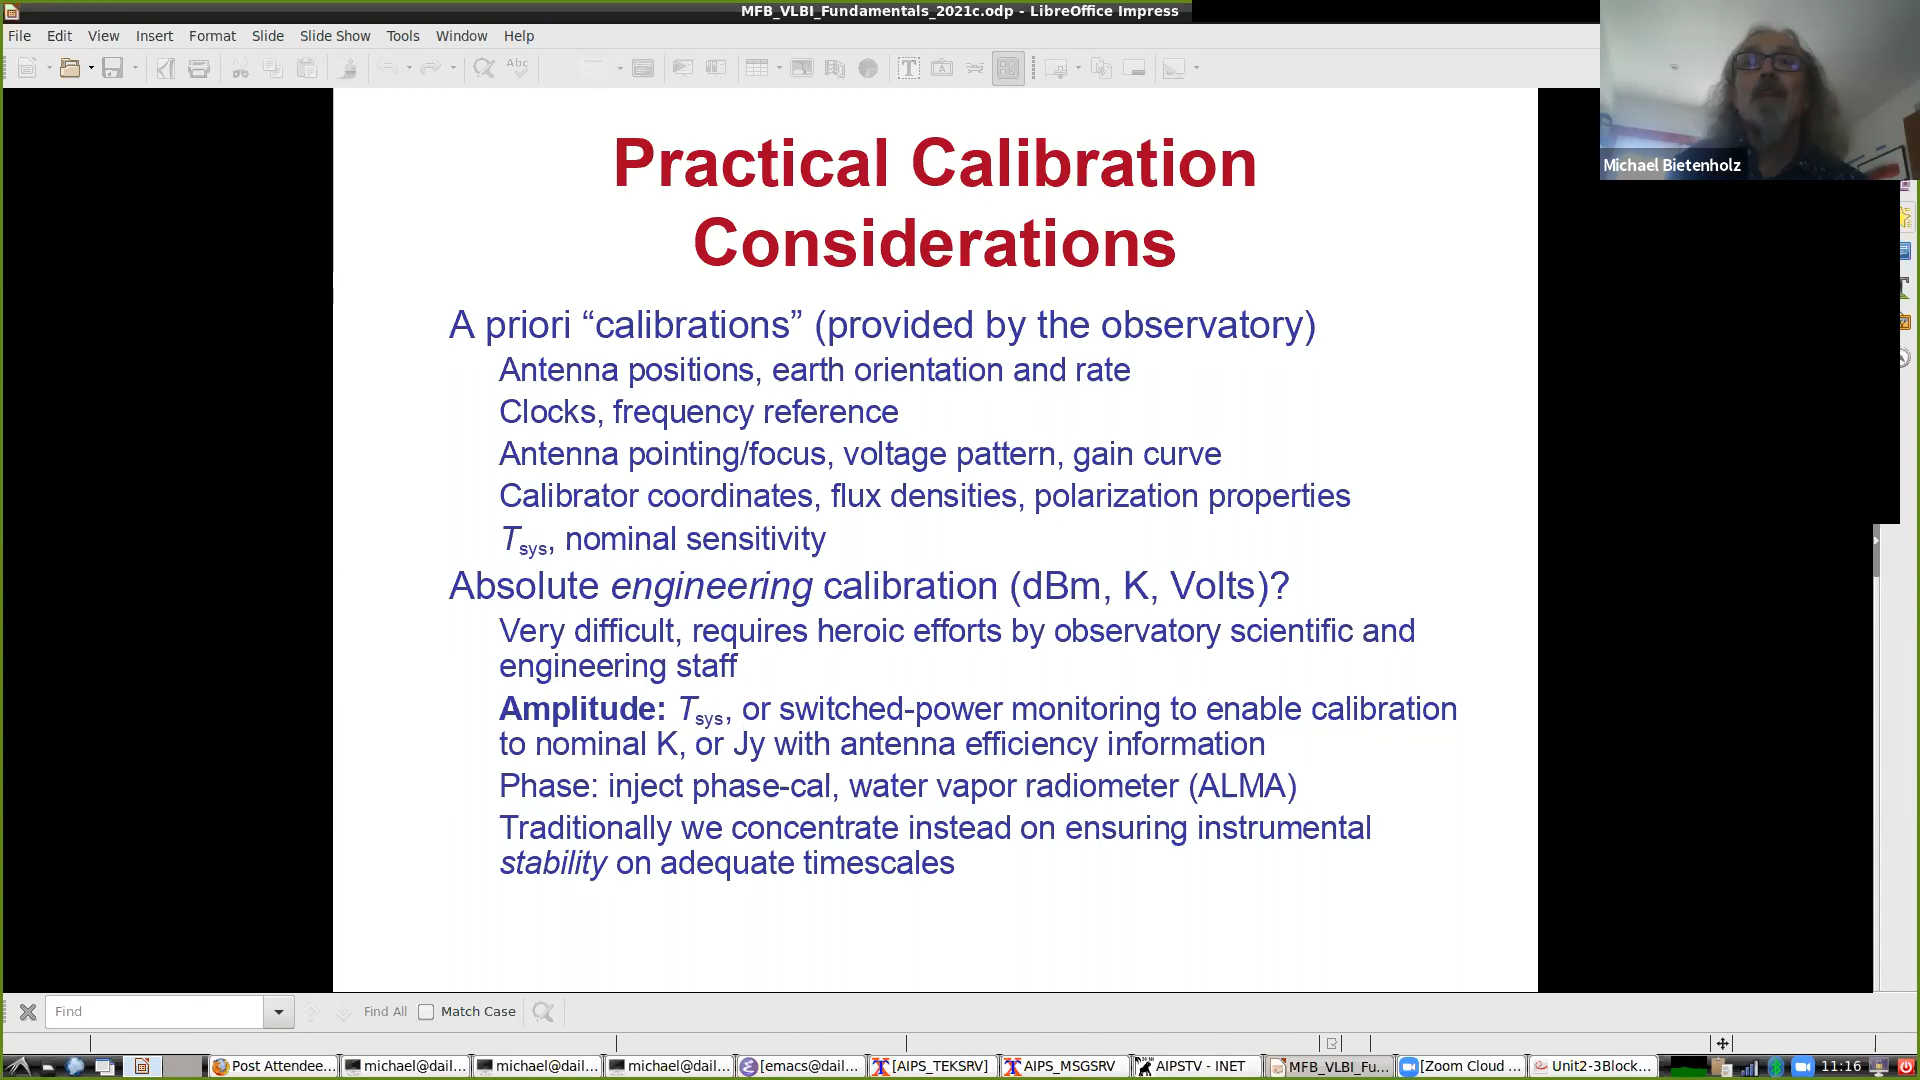 MFB_VLBI_Fundamentals_2021c.odp - LibreOffice Impress
File Edit View Insert Format Slide Slide Show Tools Window Help
Michael Bietenholz
Practical Calibration
Considerations
A priori “calibrations” (provided by the observatory)
Antenna positions, earth orientation and rate
Clocks, frequency reference
Antenna pointing/focus, voltage pattern, gain curve
Calibrator coordinates, flux densities, polarization properties
Tsys, nominal sensitivity
Absolute engineering calibration (dBm, K, Volts)?
Very difficult, requires heroic efforts by observatory scientific and
engineering staff
Amplitude: Tsys, or switched-power monitoring to enable calibration
to nominal K, or Jy with antenna efficiency information
Phase: inject phase-cal, water vapor radiometer (ALMA)
Traditionally we concentrate instead on ensuring instrumental
stability on adequate timescales
Find Find All Match Case
Post Attendee... michael@dail... michael@dail... michael@dail... [emacs@dail... [AIPS_TEKSRV] AIPS_MSGSRV AIPSTV - INET MFB_VLBI_Fu... [Zoom Cloud ... Unit2-3Block... 11:16